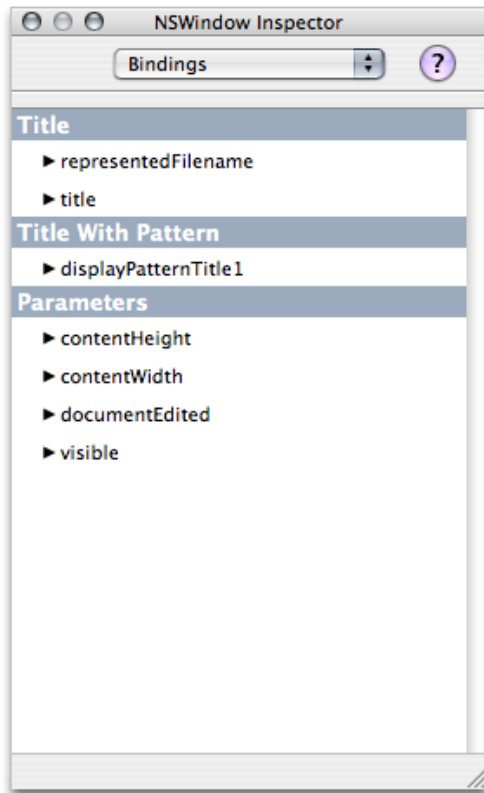 NSWindow Inspector
Bindings
?
Title
representedFilename
title
Title With Pattern
displayPatternTitle1
Parameters
contentHeight
contentWidth
documentEdited
visible